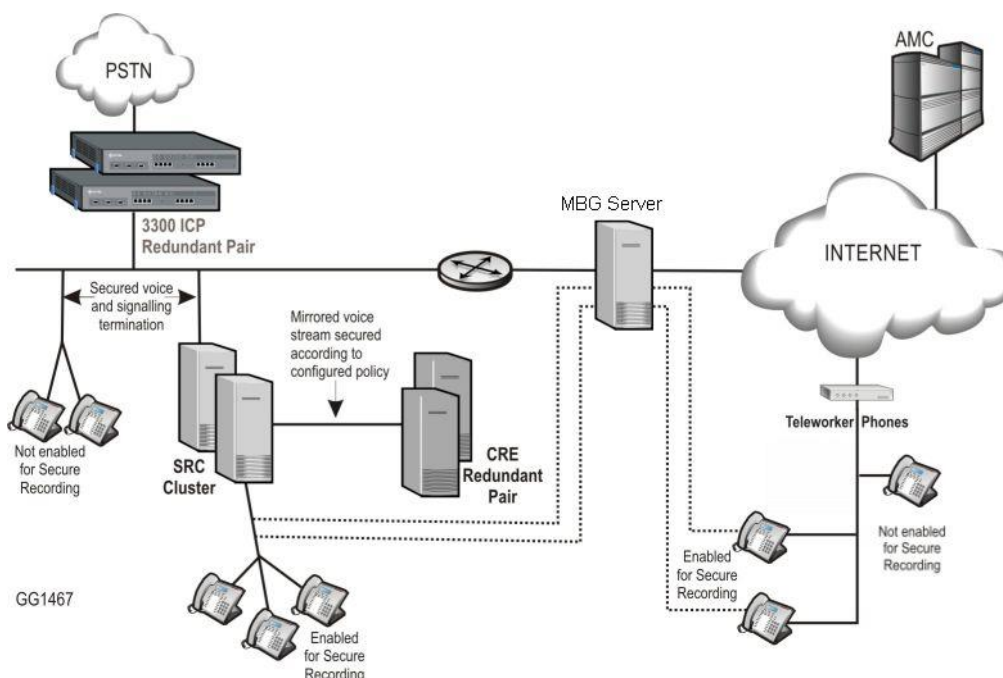 PSTN
AMC
3300 ICP
Redundant Pair
MBG Server
INTERNET
Secured voice
and signalling
termination
Mirrored voice
stream secured
according to
configured policy
Teleworker Phones
Not enabled
for Secure
Recording
SRC
Cluster
CRE
Redundant
Pair
Enabled
for Secure
Recording
Not enabled
for Secure
Recording
GG1467
Enabled
for Secure
Recording